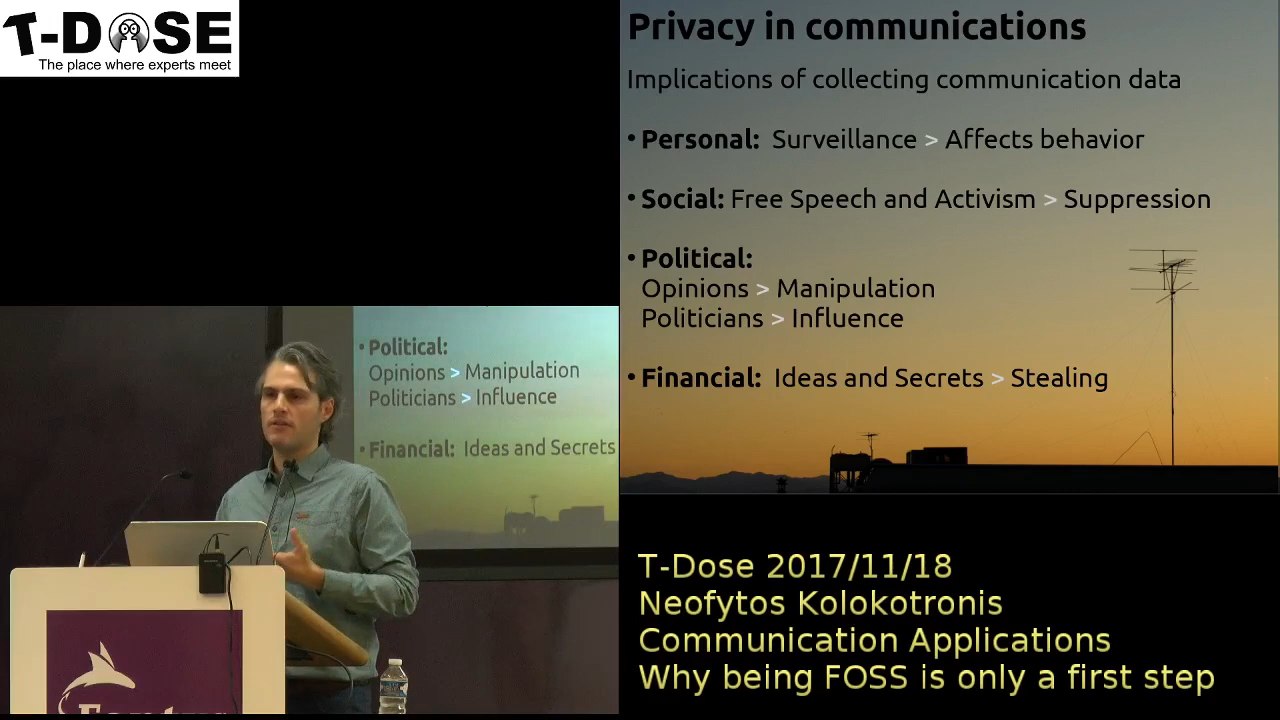 T-DOSE
The place where experts meet
Privacy in communications
Implications of collecting communication data
• Personal: Surveillance > Affects behavior
• Social: Free Speech and Activism > Suppression
• Political:
Opinions > Manipulation
Politicians > Influence
• Financial: Ideas and Secrets > Stealing
• Political:
Opinions > Manipulation
Politicians > Influence
• Financial: Ideas and Secrets
T-Dose 2017/11/18
Neofytos Kolokotronis
Communication Applications
Why being FOSS is only a first step